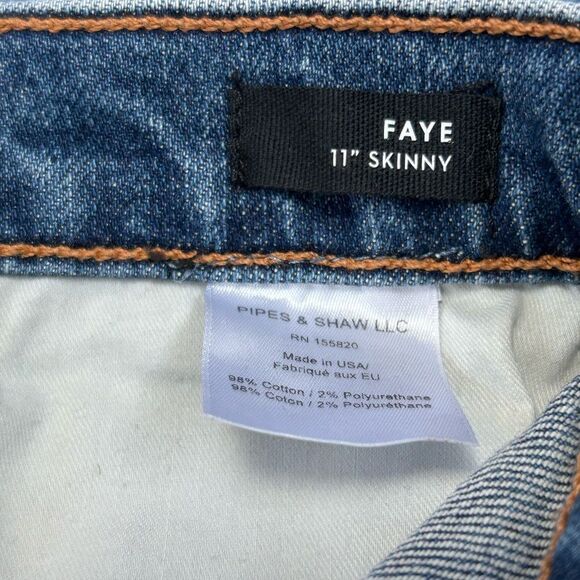 FAYE
11" SKINNY
PIPES & SHAW LLC
RN 155820
Made in USA/
Fabriqué aux EU
98% Cotton / 2% Polyurethane
98% Coton / 2% Polyuréthane